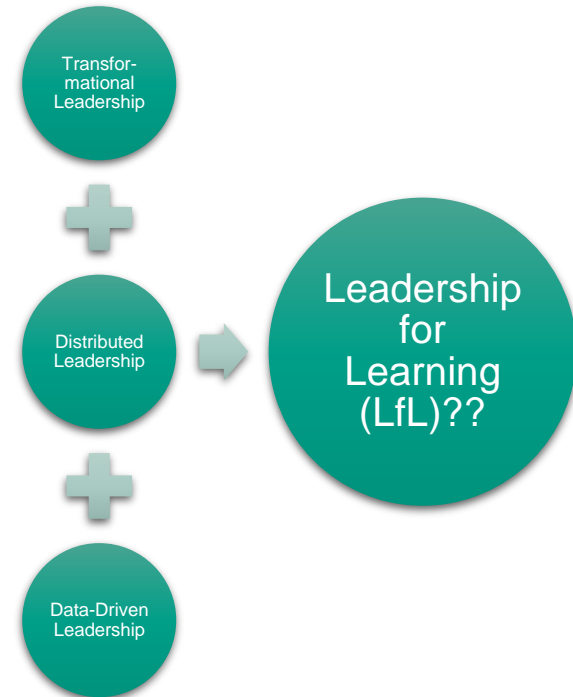 Transfor-
mational
Leadership
Distributed
Leadership
Data-Driven
Leadership
Leadership
for
Learning
(LfL)??